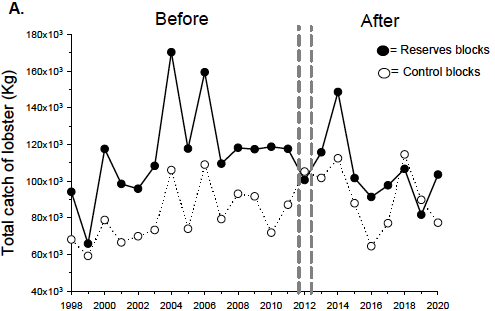 A.
Before
After
180x10³
160x10³
140x10³
120x10³
100x10³
80x10³
60x10³
40x10³
Total catch of lobster (Kg)
= Reserves blocks
= Control blocks
1998 2000 2002 2004 2006 2008 2010 2012 2014 2016 2018 2020